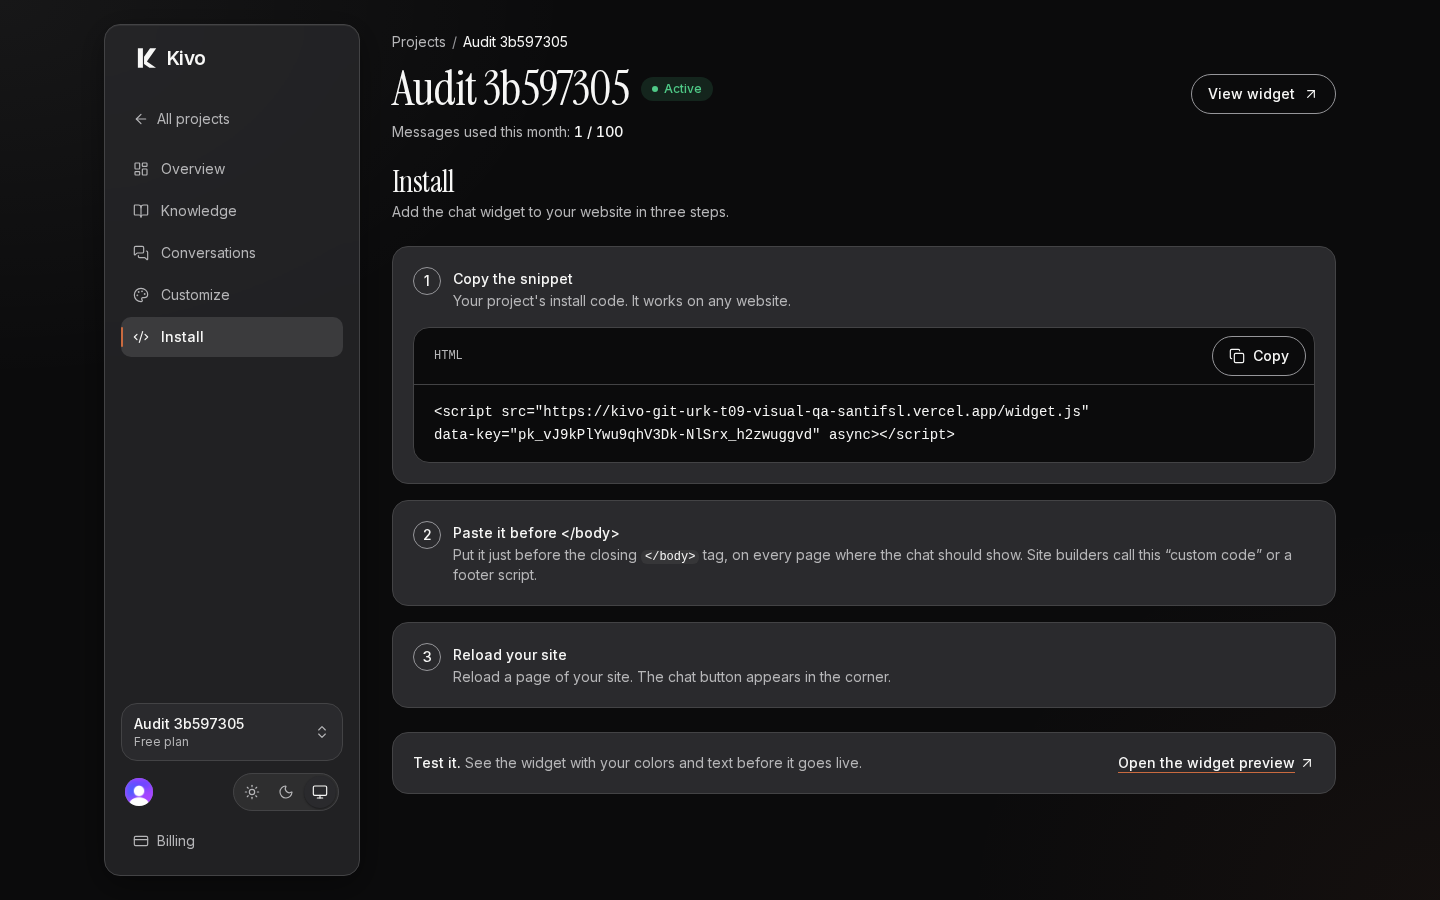 Kivo
All projects
Overview
Knowledge
Conversations
Customize
Install
Audit 3b597305
Free plan
Billing
Projects / Audit 3b597305
Audit 3b597305
Active
View widget
Messages used this month: 1 / 100
Install
Add the chat widget to your website in three steps.
1
Copy the snippet
Your project's install code. It works on any website.
HTML
Copy
<script src="https://kivo-git-urk-t09-visual-qa-santifsl.vercel.app/widget.js"
data-key="pk_vJ9kPlYwu9qhV3Dk-NlSrx_h2zwuggvd" async></script>
2
Paste it before </body>
Put it just before the closing </body> tag, on every page where the chat should show. Site builders call this “custom code” or a
footer script.
3
Reload your site
Reload a page of your site. The chat button appears in the corner.
Test it. See the widget with your colors and text before it goes live.
Open the widget preview